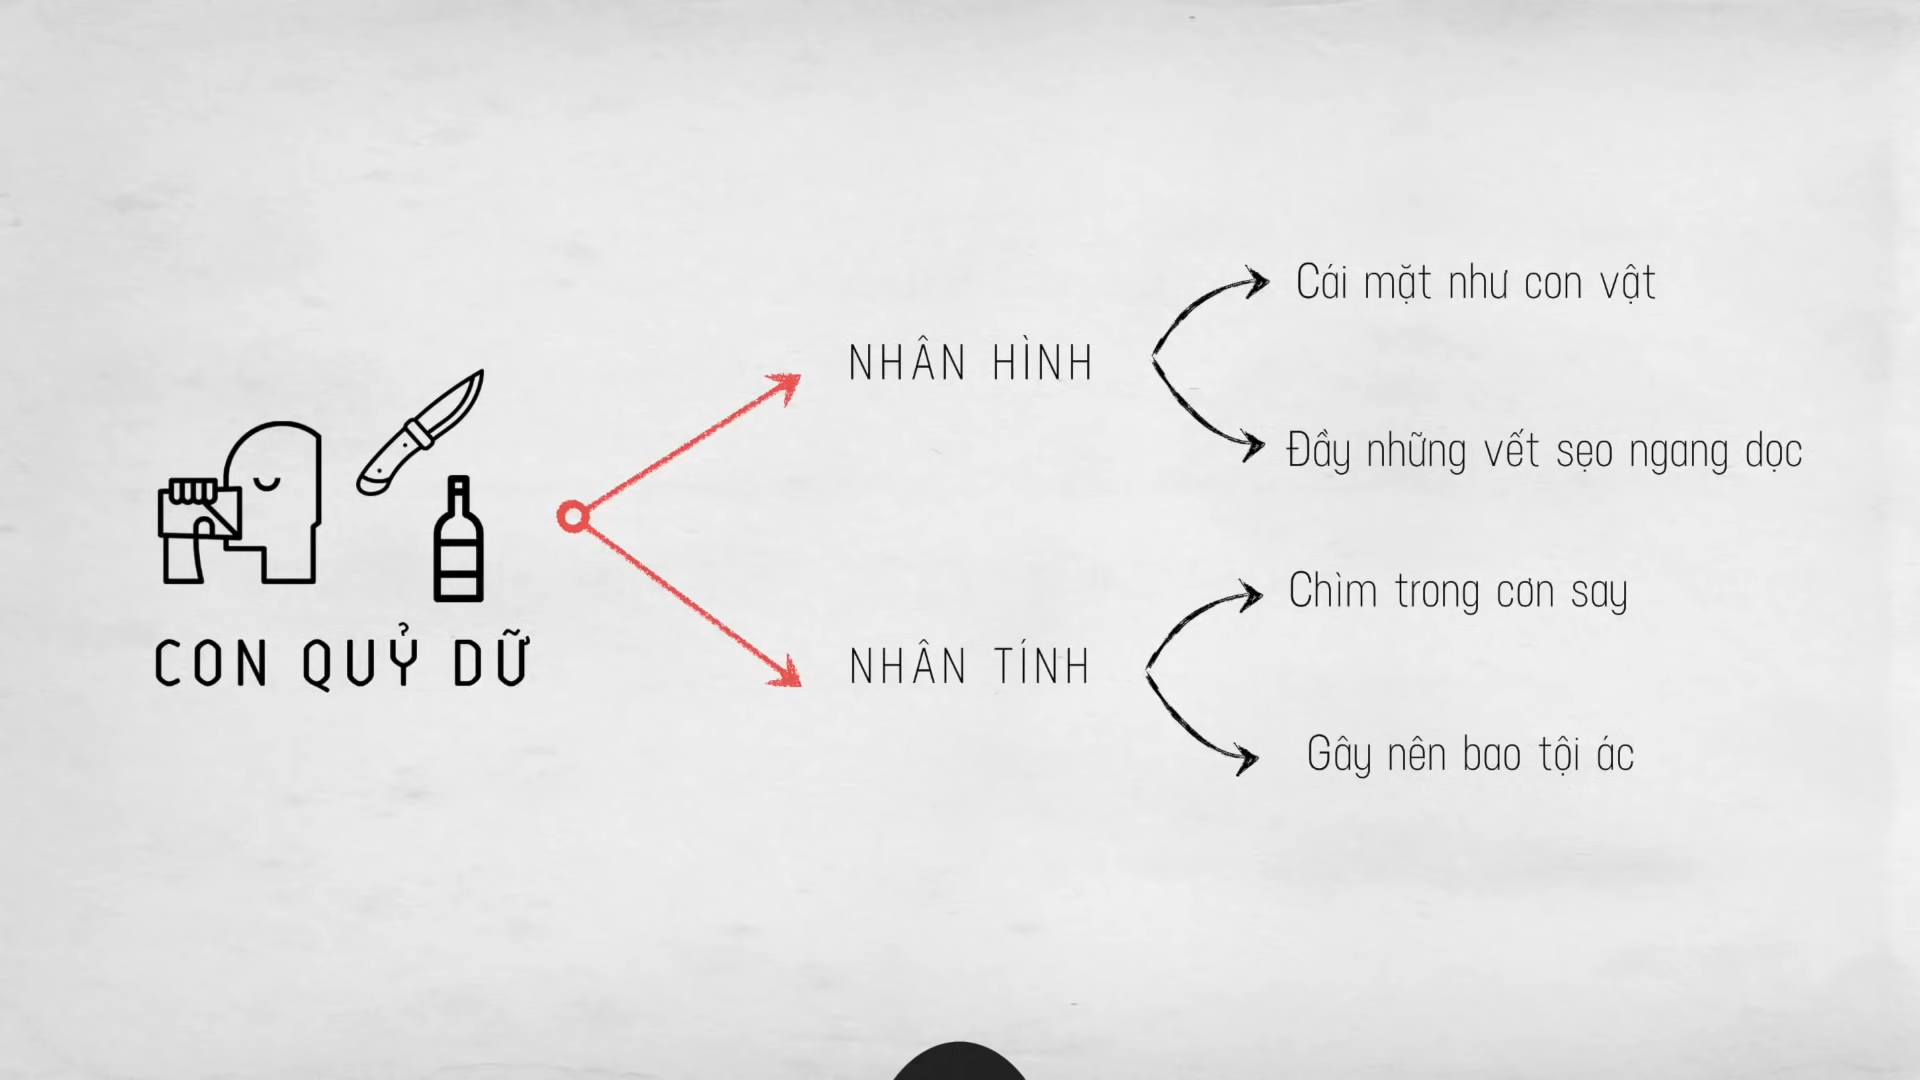 CON QUỶ DỮ
NHÂN HÌNH
Cái mặt như con vật
Đầy những vết sẹo ngang dọc
NHÂN TÍNH
Chìm trong cơn say
Gây nên bao tội ác